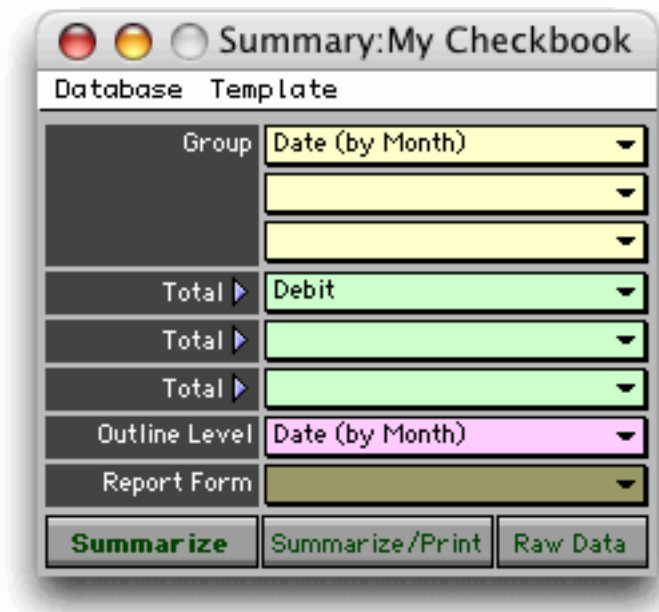 Summary:My Checkbook
Database Template
Group Date (by Month)
Total Debit
Total
Total
Outline Level Date (by Month)
Report Form
Summarize Summarize/Print Raw Data